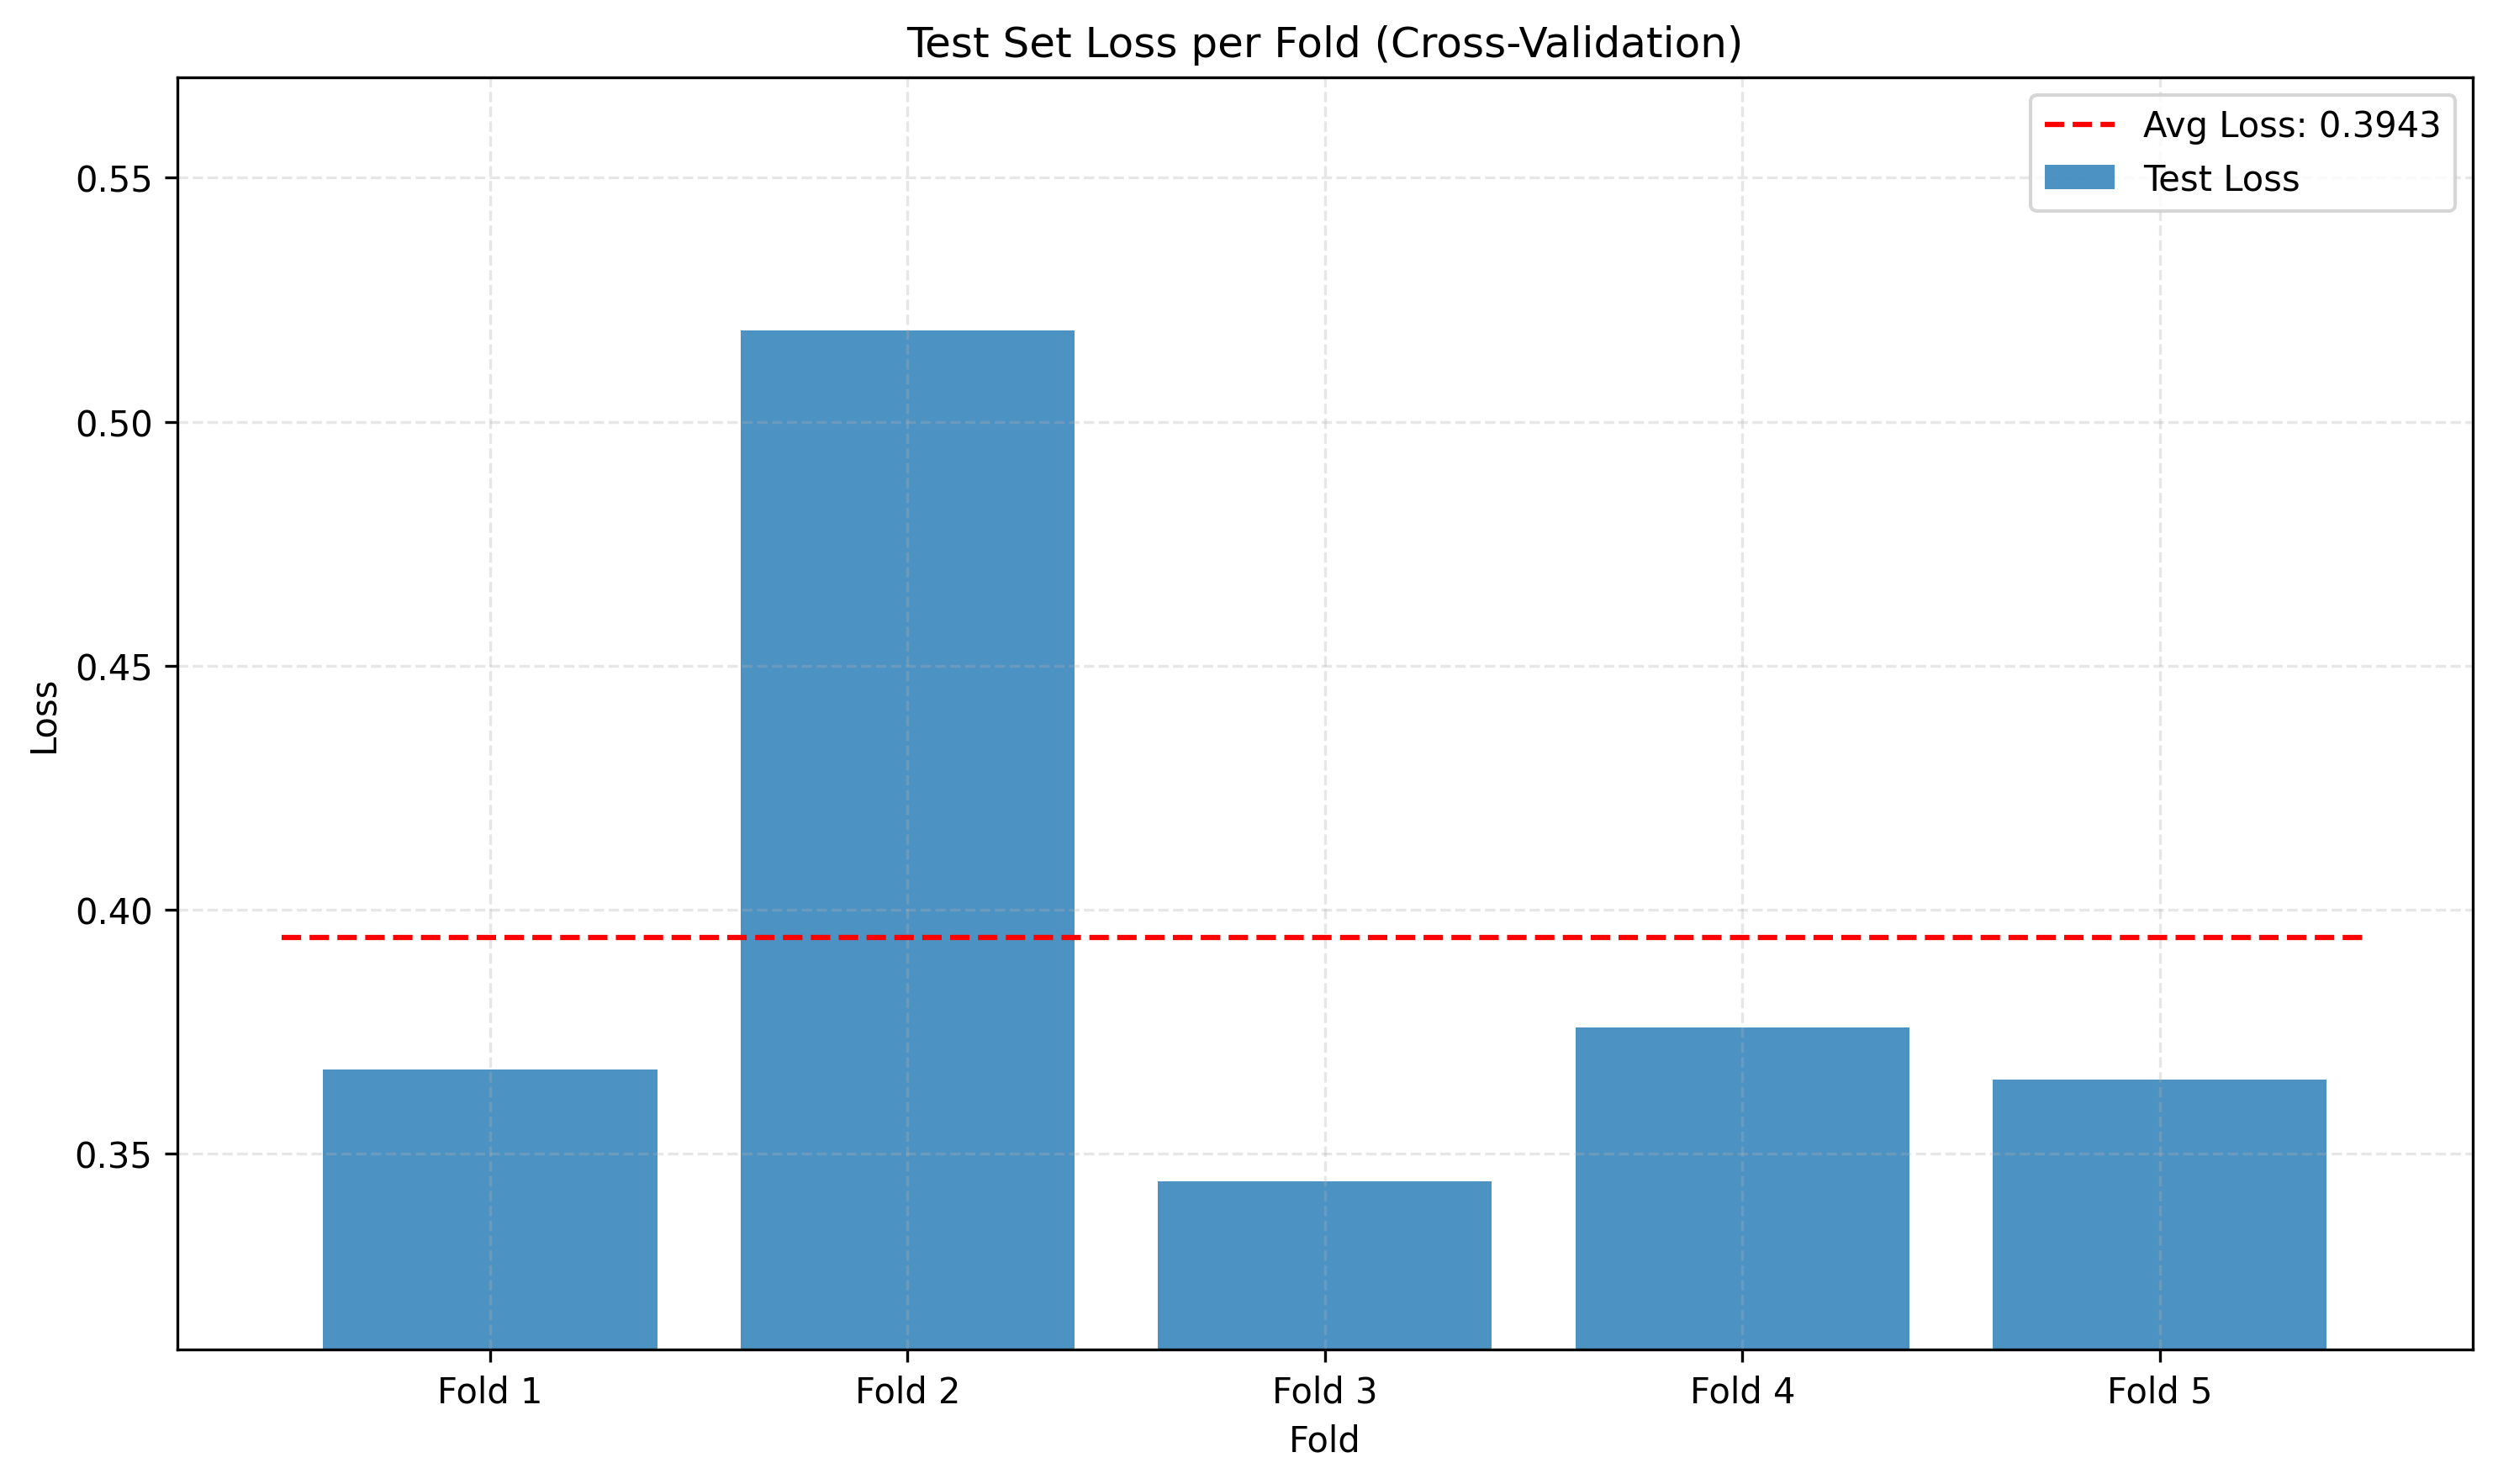 Test Set Loss per Fold (Cross-Validation)
Avg Loss: 0.3943
Test Loss
0.55
0.50
0.45
0.40
0.35
Loss
Fold 1
Fold 2
Fold 3
Fold 4
Fold 5
Fold